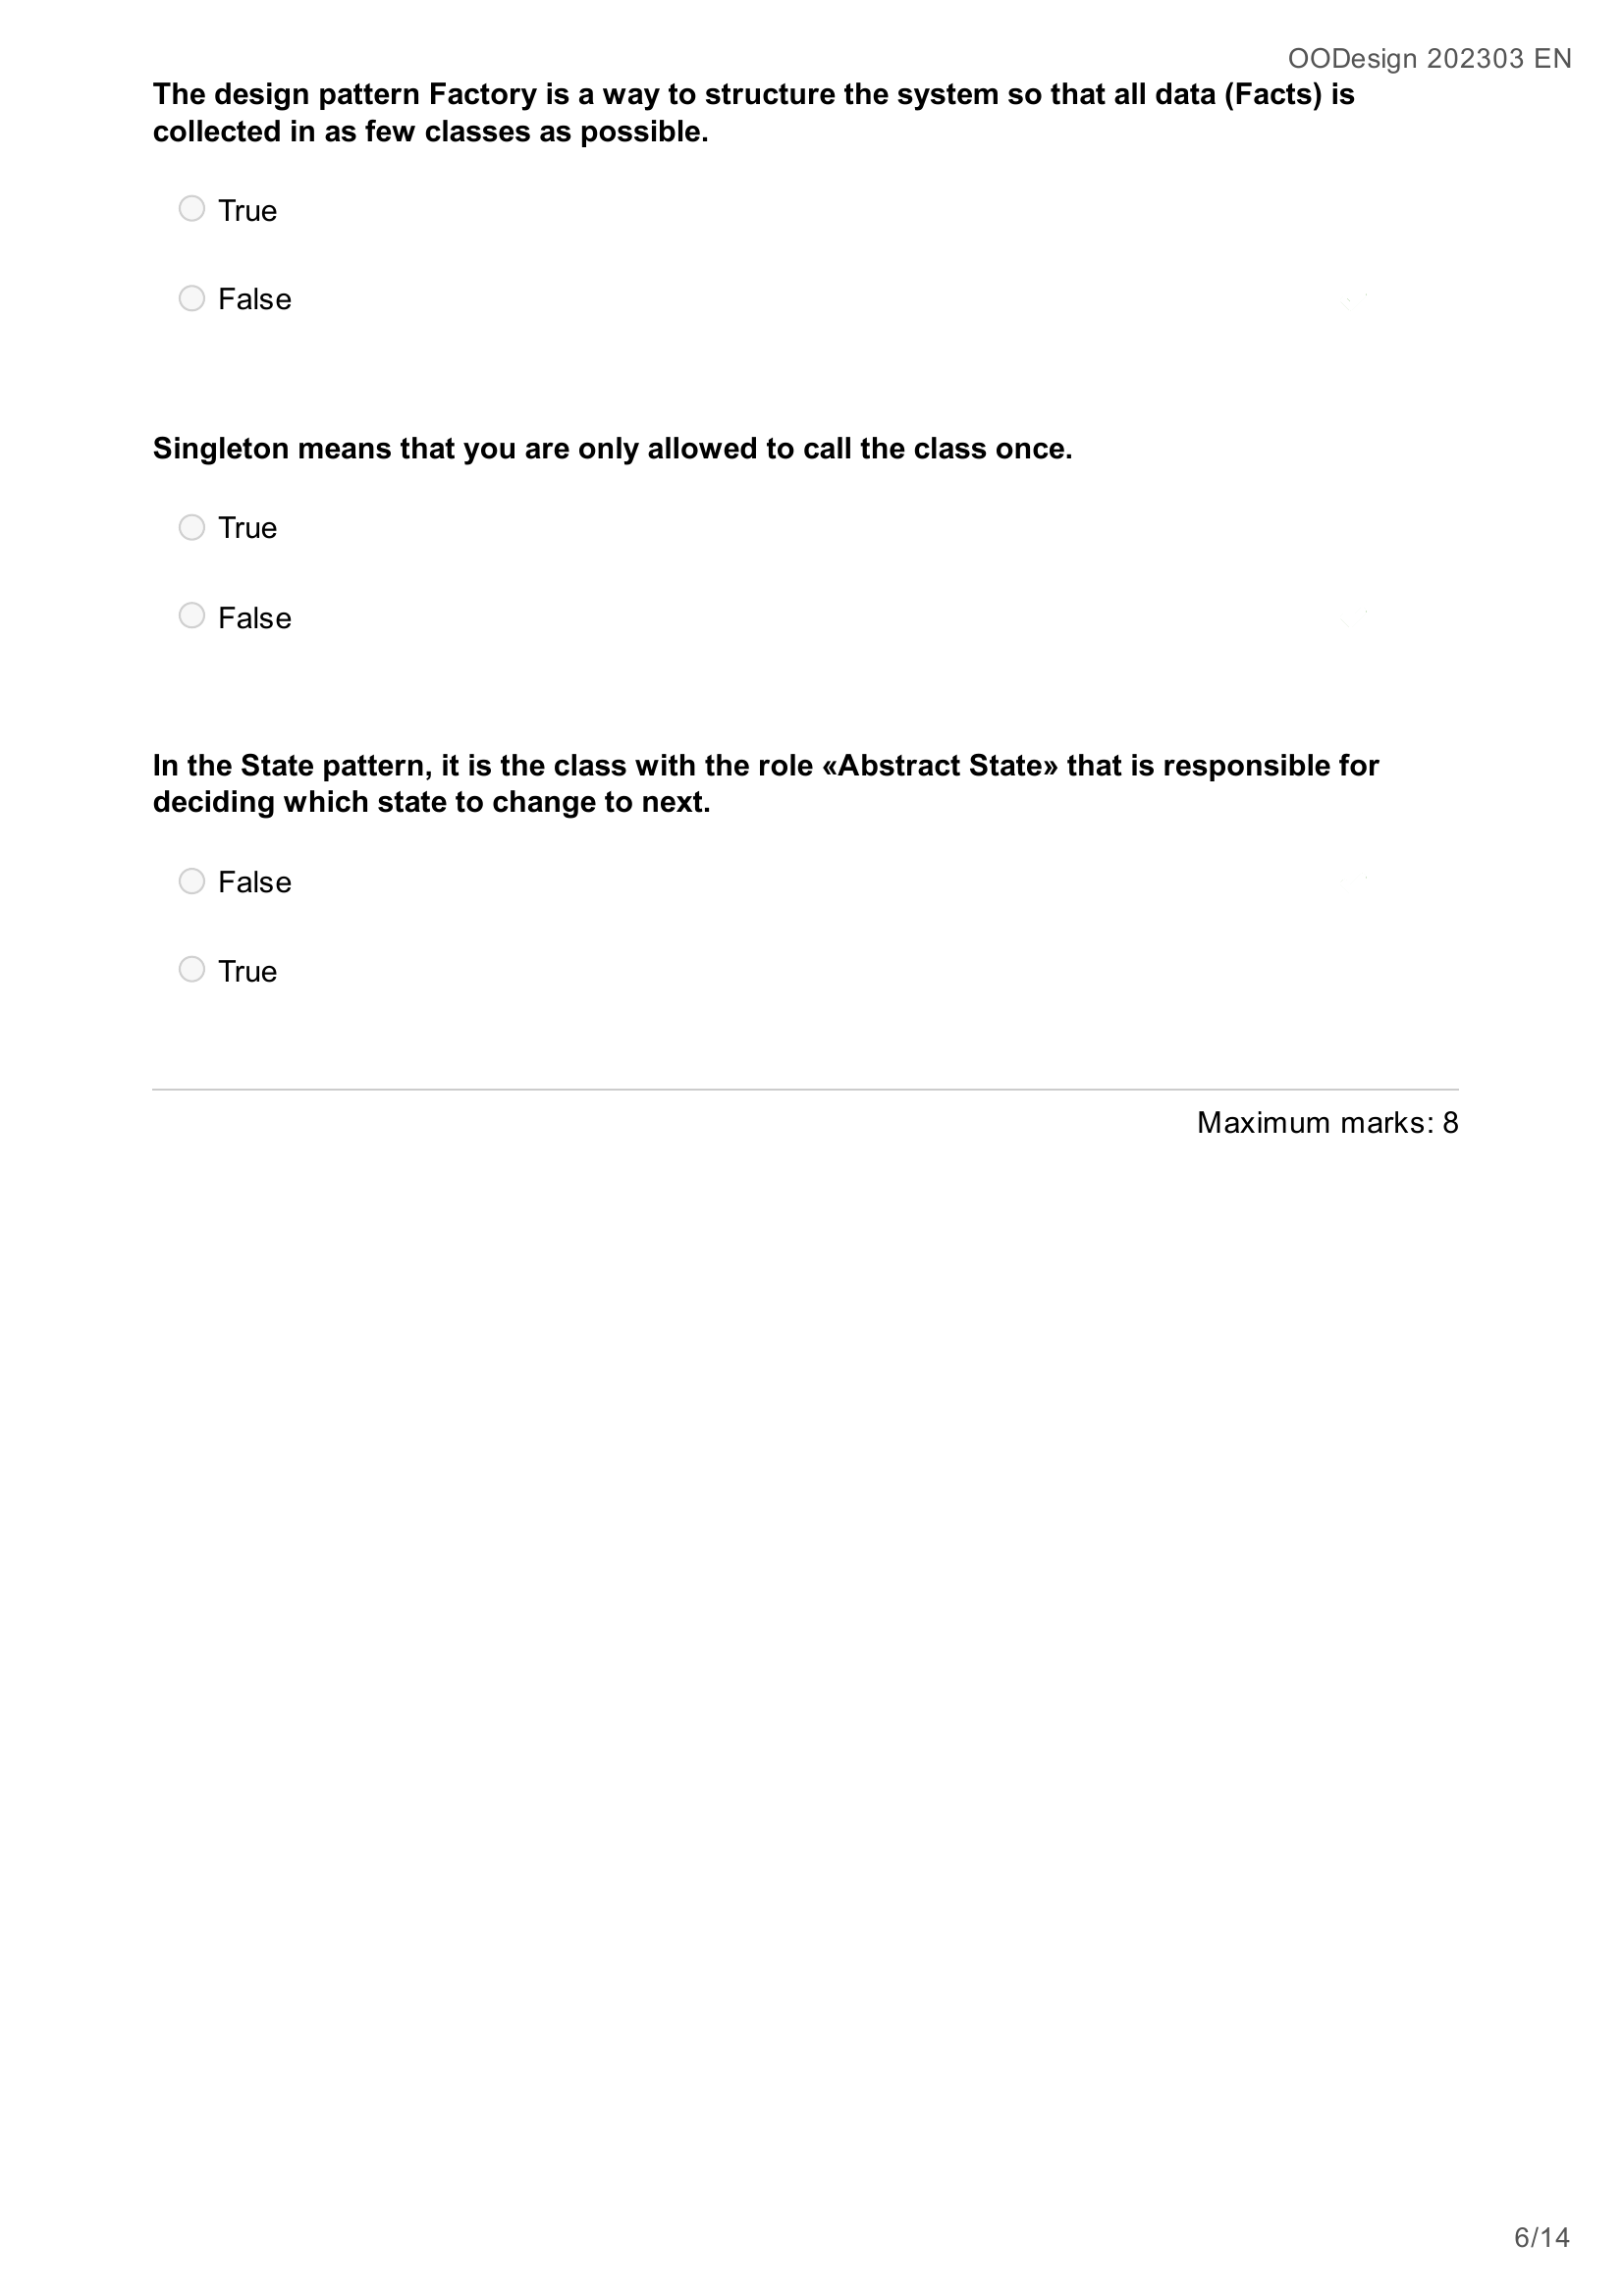 OODesign 202303 EN
The design pattern Factory is a way to structure the system so that all data (Facts) is
collected in as few classes as possible.
True
False
Singleton means that you are only allowed to call the class once.
True
False
In the State pattern, it is the class with the role «Abstract State» that is responsible for
deciding which state to change to next.
False
True
Maximum marks: 8
6/14